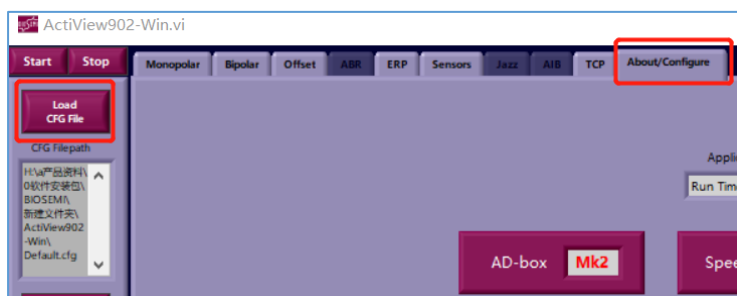 ActiView902-Win.vi
Start Stop
Monopolar Bipolar Offset ABR ERP Sensors Jazz AIB TCP About/Configure
Load
CFG File
CFG Filepath
H:\a产品资料\
0软件安装包\
BIOSEMI\
新建文件夹\
ActiView902
-Win\
Default.cfg
Appli
Run Tim
AD-box Mk2 Spee